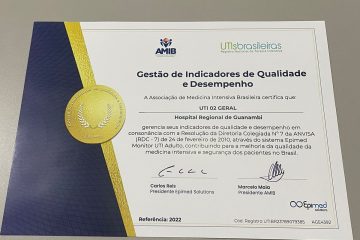 AMIB
UTIsbrasileiras
Gestão de Indicadores de Qualidade
e Desempenho
A Associação de Medicina Intensiva Brasileira certifica que:
UTI 02 GERAL
Hospital Regional de Guanambi
gerencia seus indicadores de qualidade e desempenho em
consonância com a Resolução da Diretoria Colegiada N° 7 da ANVISA
(RDC - 7) de 24 de fevereiro de 2010, através do sistema Epimed
Monitor UTI Adulto, contribuindo para a melhoria da qualidade da
medicina intensiva e segurança dos pacientes no Brasil.
Carlos Reis
Presidente Epimed Solutions
Marcelo Maia
Presidente AMIB
Epimed
Referência: 2022
Cód. Registro